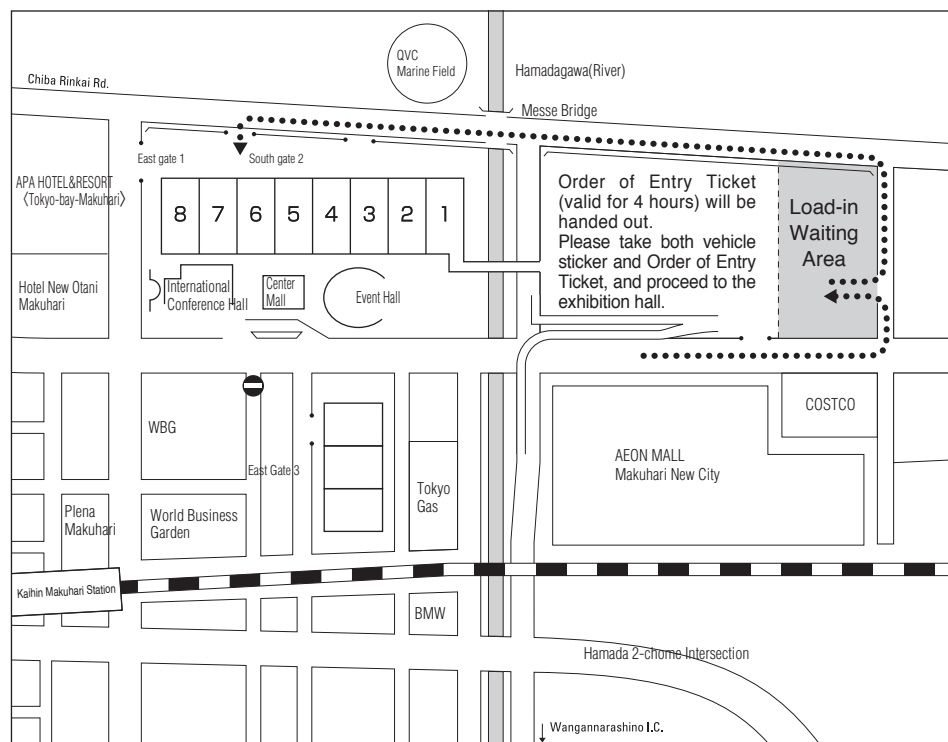 QVC
Marine Field
Hamadagawa(River)
Chiba Rinkai Rd.
Messe Bridge
East gate 1
South gate 2
APA HOTEL&RESORT
〈Tokyo-bay-Makuhari〉
8 7 6 5 4 3 2 1
Order of Entry Ticket
(valid for 4 hours) will be
handed out.
Please take both vehicle
sticker and Order of Entry
Ticket, and proceed to the
exhibition hall.
Load-in
Waiting
Area
Hotel New Otani
Makuhari
International
Conference Hall
Center
Mall
Event Hall
COSTCO
WBG
East Gate 3
AEON MALL
Makuhari New City
Tokyo
Gas
Plena
Makuhari
World Business
Garden
Kaihin Makuhari Station
BMW
Hamada 2-chome Intersection
Wangannarashino I.C.